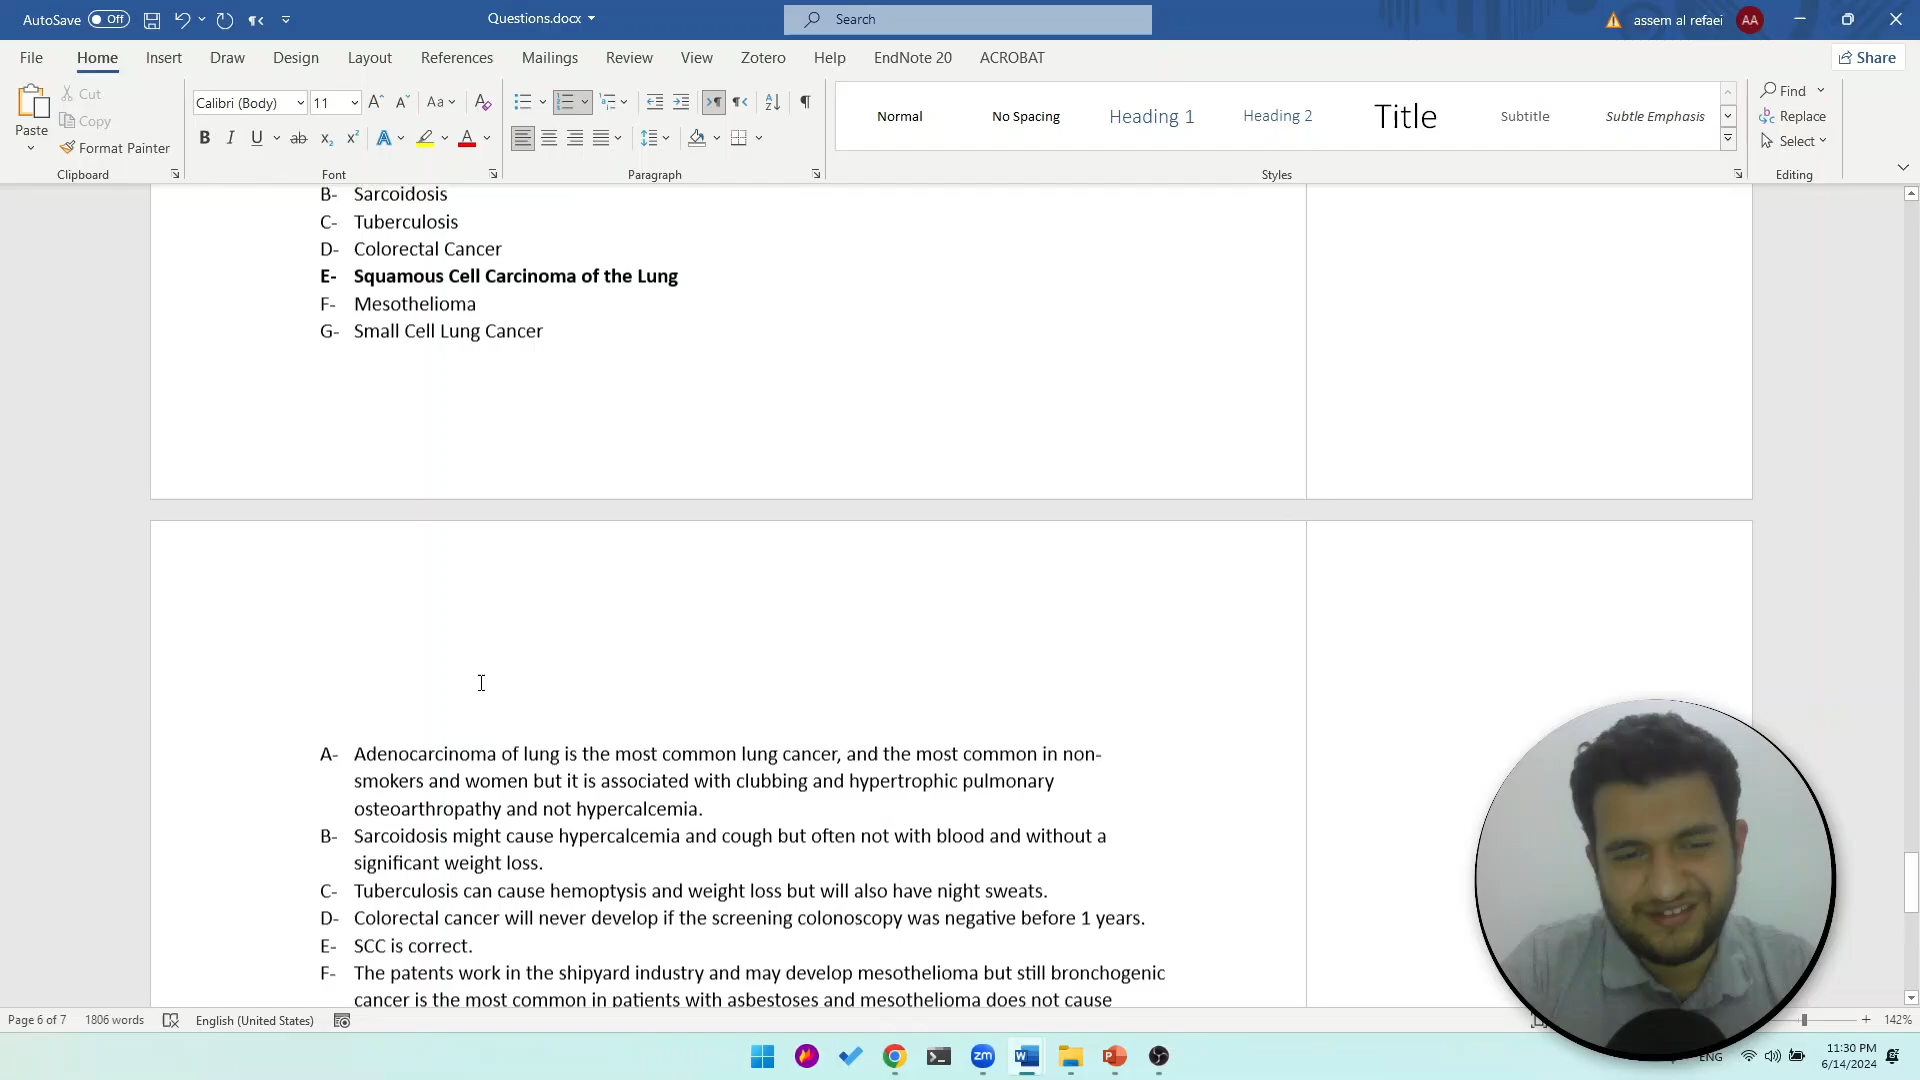 AutoSave Off
Questions.docx
Search
assem al refaei
AA
File Home Insert Draw Design Layout References Mailings Review View Zotero Help EndNote 20 ACROBAT
Share
Paste
Cut
Copy
Format Painter
Clipboard
Calibri (Body) 11
Font
Paragraph
Normal
No Spacing
Heading 1
Heading 2
Title
Subtitle
Subtle Emphasis
Styles
Find
Replace
Select
Editing
B- Sarcoidosis
C- Tuberculosis
D- Colorectal Cancer
E- Squamous Cell Carcinoma of the Lung
F- Mesothelioma
G- Small Cell Lung Cancer
A- Adenocarcinoma of lung is the most common lung cancer, and the most common in non-
smokers and women but it is associated with clubbing and hypertrophic pulmonary
osteoarthropathy and not hypercalcemia.
B- Sarcoidosis might cause hypercalcemia and cough but often not with blood and without a
significant weight loss.
C- Tuberculosis can cause hemoptysis and weight loss but will also have night sweats.
D- Colorectal cancer will never develop if the screening colonoscopy was negative before 1 years.
E- SCC is correct.
F- The patents work in the shipyard industry and may develop mesothelioma but still bronchogenic
cancer is the most common in patients with asbestoses and mesothelioma does not cause
Page 6 of 7
1806 words
English (United States)
142%
zm
ENG
11:30 PM
6/14/2024